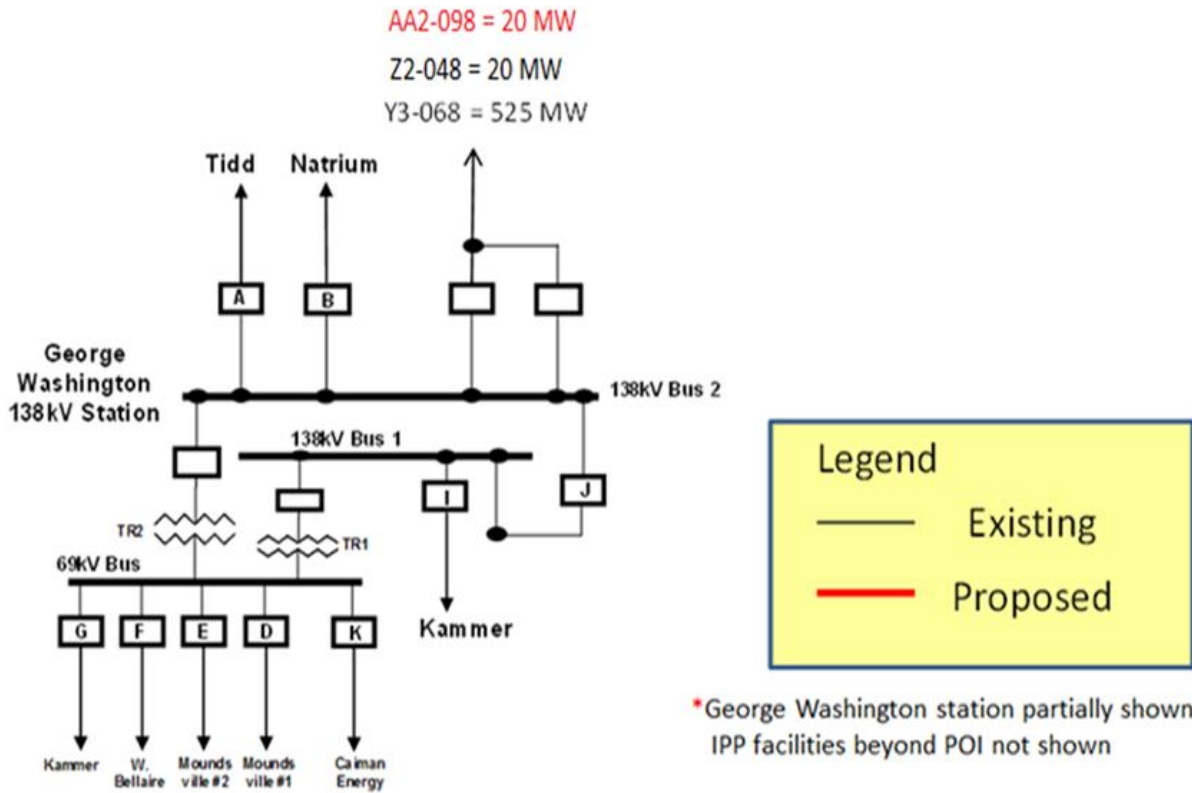 AA2-098 = 20 MW
Z2-048 = 20 MW
Y3-068 = 525 MW
Tidd
Natrium
A
B
George
Washington
138kV Station
138kV Bus 2
138kV Bus 1
I
J
TR2
TR1
69kV Bus
G
F
E
D
K
Kammer
Kammer
W.
Bellaire
Mounds
ville #2
Mounds
ville #1
Caiman
Energy
Legend
Existing
Proposed
*George Washington station partially shown
IPP facilities beyond POI not shown